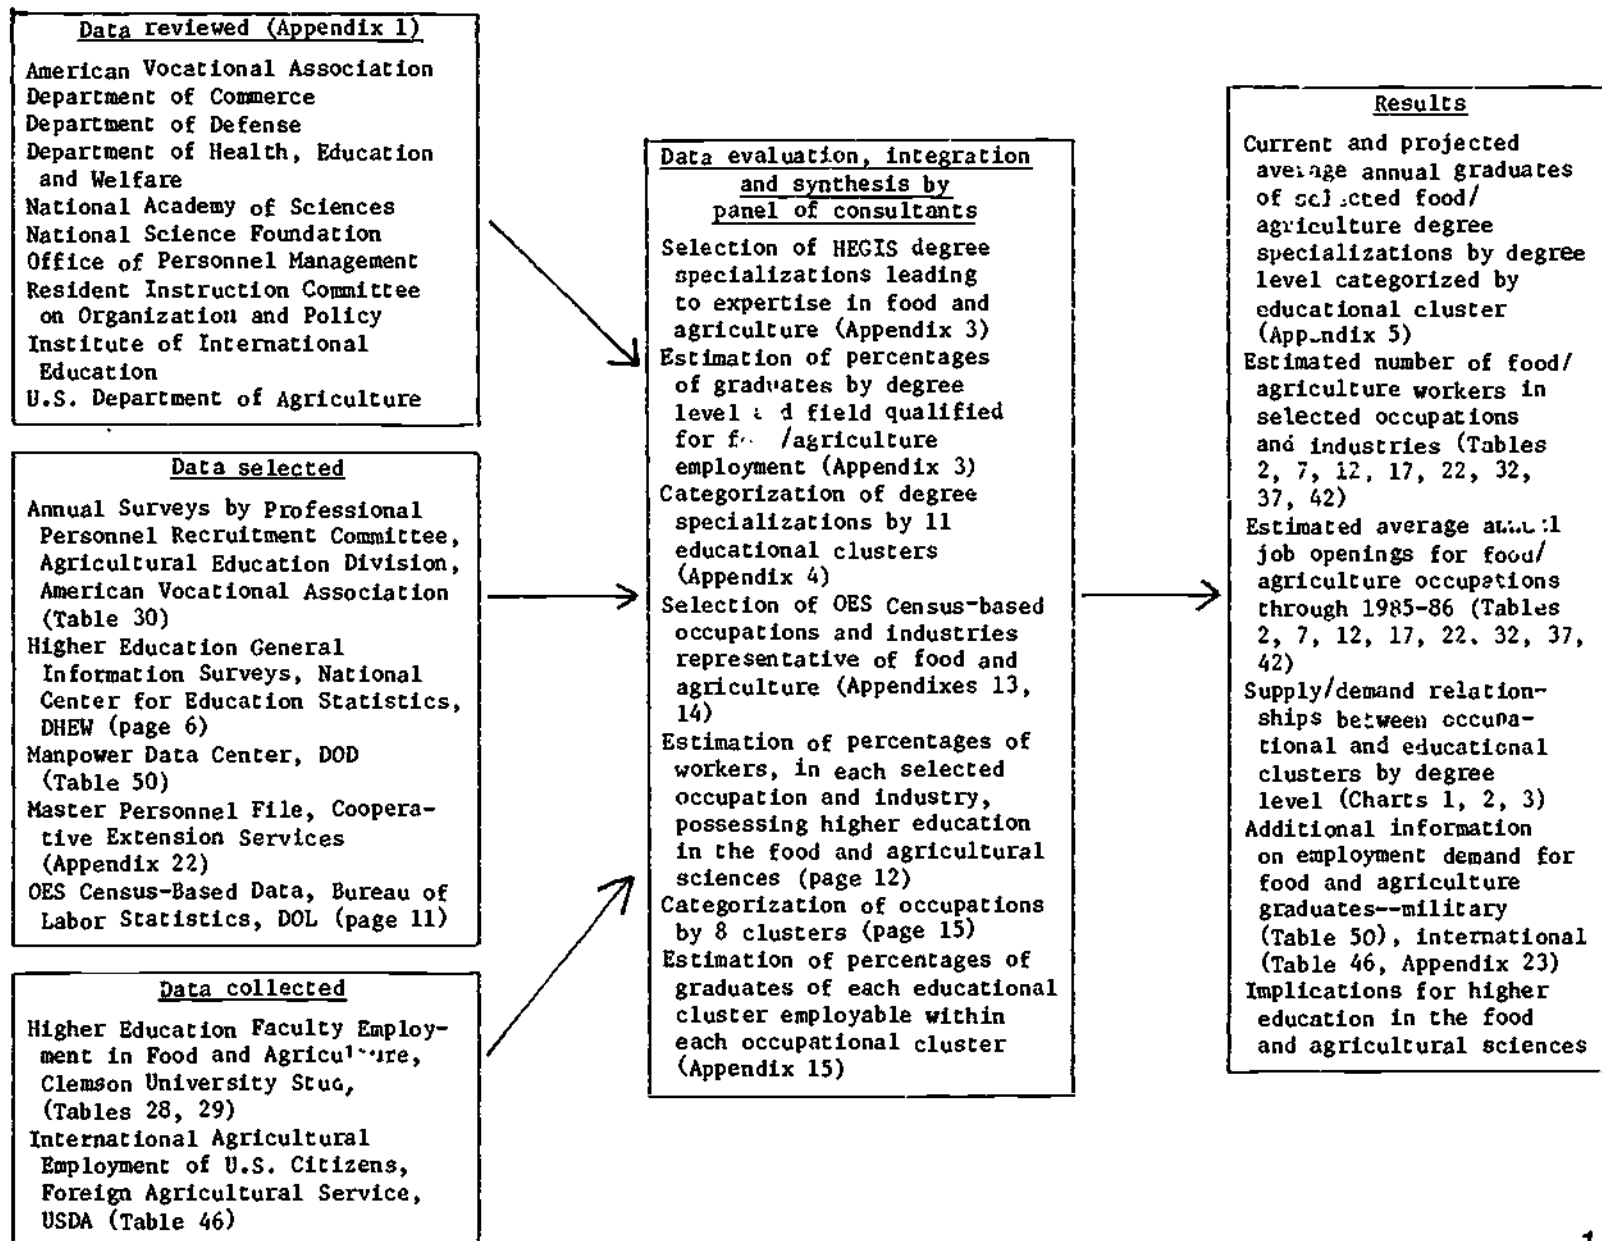 Data reviewed (Appendix 1)
American Vocational Association
Department of Commerce
Department of Defense
Department of Health, Education
and Welfare
National Academy of Sciences
National Science Foundation
Office of Personnel Management
Resident Instruction Committee
on Organization and Policy
Institute of International
Education
U.S. Department of Agriculture
Data selected
Annual Surveys by Professional
Personnel Recruitment Committee,
Agricultural Education Division,
American Vocational Association
(Table 30)
Higher Education General
Information Surveys, National
Center for Education Statistics,
DHEW (page 6)
Manpower Data Center, DOD
(Table 50)
Master Personnel File, Coopera-
tive Extension Services
(Appendix 22)
OES Census-Based Data, Bureau of
Labor Statistics, DOL (page 11)
Data collected
Higher Education Faculty Employ-
ment in Food and Agriculture,
Clemson University
(Tables 28, 29)
International Agricultural
Employment of U.S. Citizens,
Foreign Agricultural Service,
USDA (Table 46)
Data evaluation, integration
and synthesis by
panel of consultants
Selection of HEGIS degree
specializations leading
to expertise in food and
agriculture (Appendix 3)
Estimation of percentages
of graduates by degree
level field qualified
for /agriculture
employment (Appendix 3)
Categorization of degree
specializations by 11
educational clusters
(Appendix 4)
Selection of OES Census-based
occupations and industries
representative of food and
agriculture (Appendixes 13,
14)
Estimation of percentages of
workers, in each selected
occupation and industry,
possessing higher education
in the food and agricultural
sciences (page 12)
Categorization of occupations
by 8 clusters (page 15)
Estimation of percentages of
graduates of each educational
cluster employable within
each occupational cluster
(Appendix 15)
Results
Current and projected
average annual graduates
of selected food/
agriculture degree
specializations by degree
level categorized by
educational cluster
(Appendix 5)
Estimated number of food/
agriculture workers in
selected occupations
and industries (Tables
2, 7, 12, 17, 22, 32,
37, 42)
Estimated average annual
job openings for food/
agriculture occupations
through 1985-86 (Tables
2, 7, 12, 17, 22, 32, 37,
42)
Supply/demand relation-
ships between occupa-
tional and educational
clusters by degree
level (Charts 1, 2, 3)
Additional information
on employment demand for
food and agriculture
graduates--military
(Table 50), international
(Table 46, Appendix 23)
Implications for higher
education in the food
and agricultural sciences